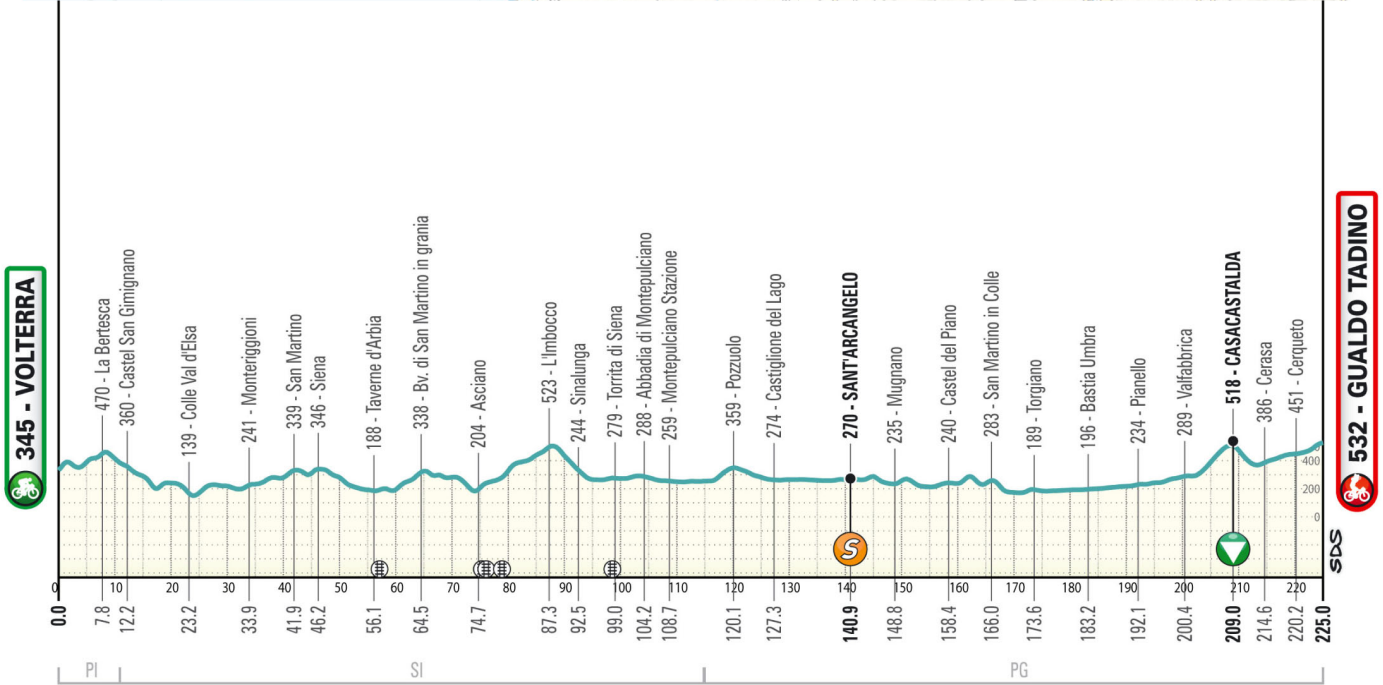 345 - VOLTERRA
470 - La Bertesca
360 - Castel San Gimignano
139 - Colle Val d'Elsa
241 - Monteriggioni
339 - San Martino
346 - Siena
188 - Taverne d'Arbia
338 - Bv. di San Martino in grania
204 - Asciano
523 - L'Imbocco
244 - Sinalunga
279 - Torrita di Siena
288 - Abbadia di Montepulciano
259 - Montepulciano Stazione
359 - Pozzuolo
274 - Castiglione del Lago
270 - SANT'ARCANGELO
235 - Mugnano
240 - Castel del Piano
283 - San Martino in Colle
189 - Torgiano
196 - Bastia Umbra
234 - Pianello
289 - Valfabbrica
518 - CASACASTALDA
386 - Cerasa
451 - Cerqueto
532 - GUALDO TADINO
400
200
0
S
SDS
0 10 20 30 40 50 60 70 80 90 100 110 120 130 140 150 160 170 180 190 200 210 220
0.0 7.8 12.2 23.2 33.9 41.9 46.2 56.1 64.5 74.7 87.3 92.5 99.0 104.2 108.7 120.1 127.3 140.9 148.8 158.4 166.0 173.6 183.2 192.1 200.4 209.0 214.6 220.2 225.0
PI SI PG